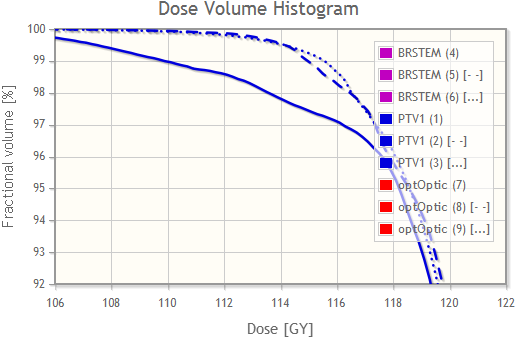 Dose Volume Histogram
Fractional volume [%]
100
99
98
97
96
95
94
93
92
BRSTEM (4)
BRSTEM (5) [- -]
BRSTEM (6) [...]
PTV1 (1)
PTV1 (2) [- -]
PTV1 (3) [...]
optOptic (7)
optOptic (8) [- -]
optOptic (9) [...]
106 108 110 112 114 116 118 120 122
Dose [GY]